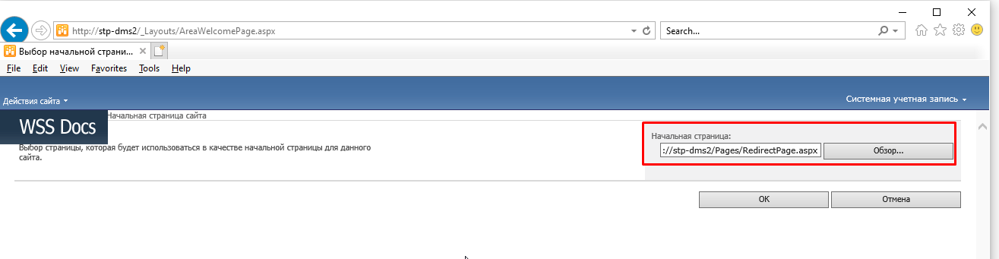 http://stp-dms2/_Layouts/AreaWelcomePage.aspx
Search...
Выбор начальной страни...
File Edit View Favorites Tools Help
Действия сайта
Системная учетная запись
WSS Docs
Начальная страница сайта
Выбор страницы, которая будет использоваться в качестве начальной страницы для данного
сайта.
Начальная страница:
://stp-dms2/Pages/RedirectPage.aspx
Обзор...
ОК
Отмена